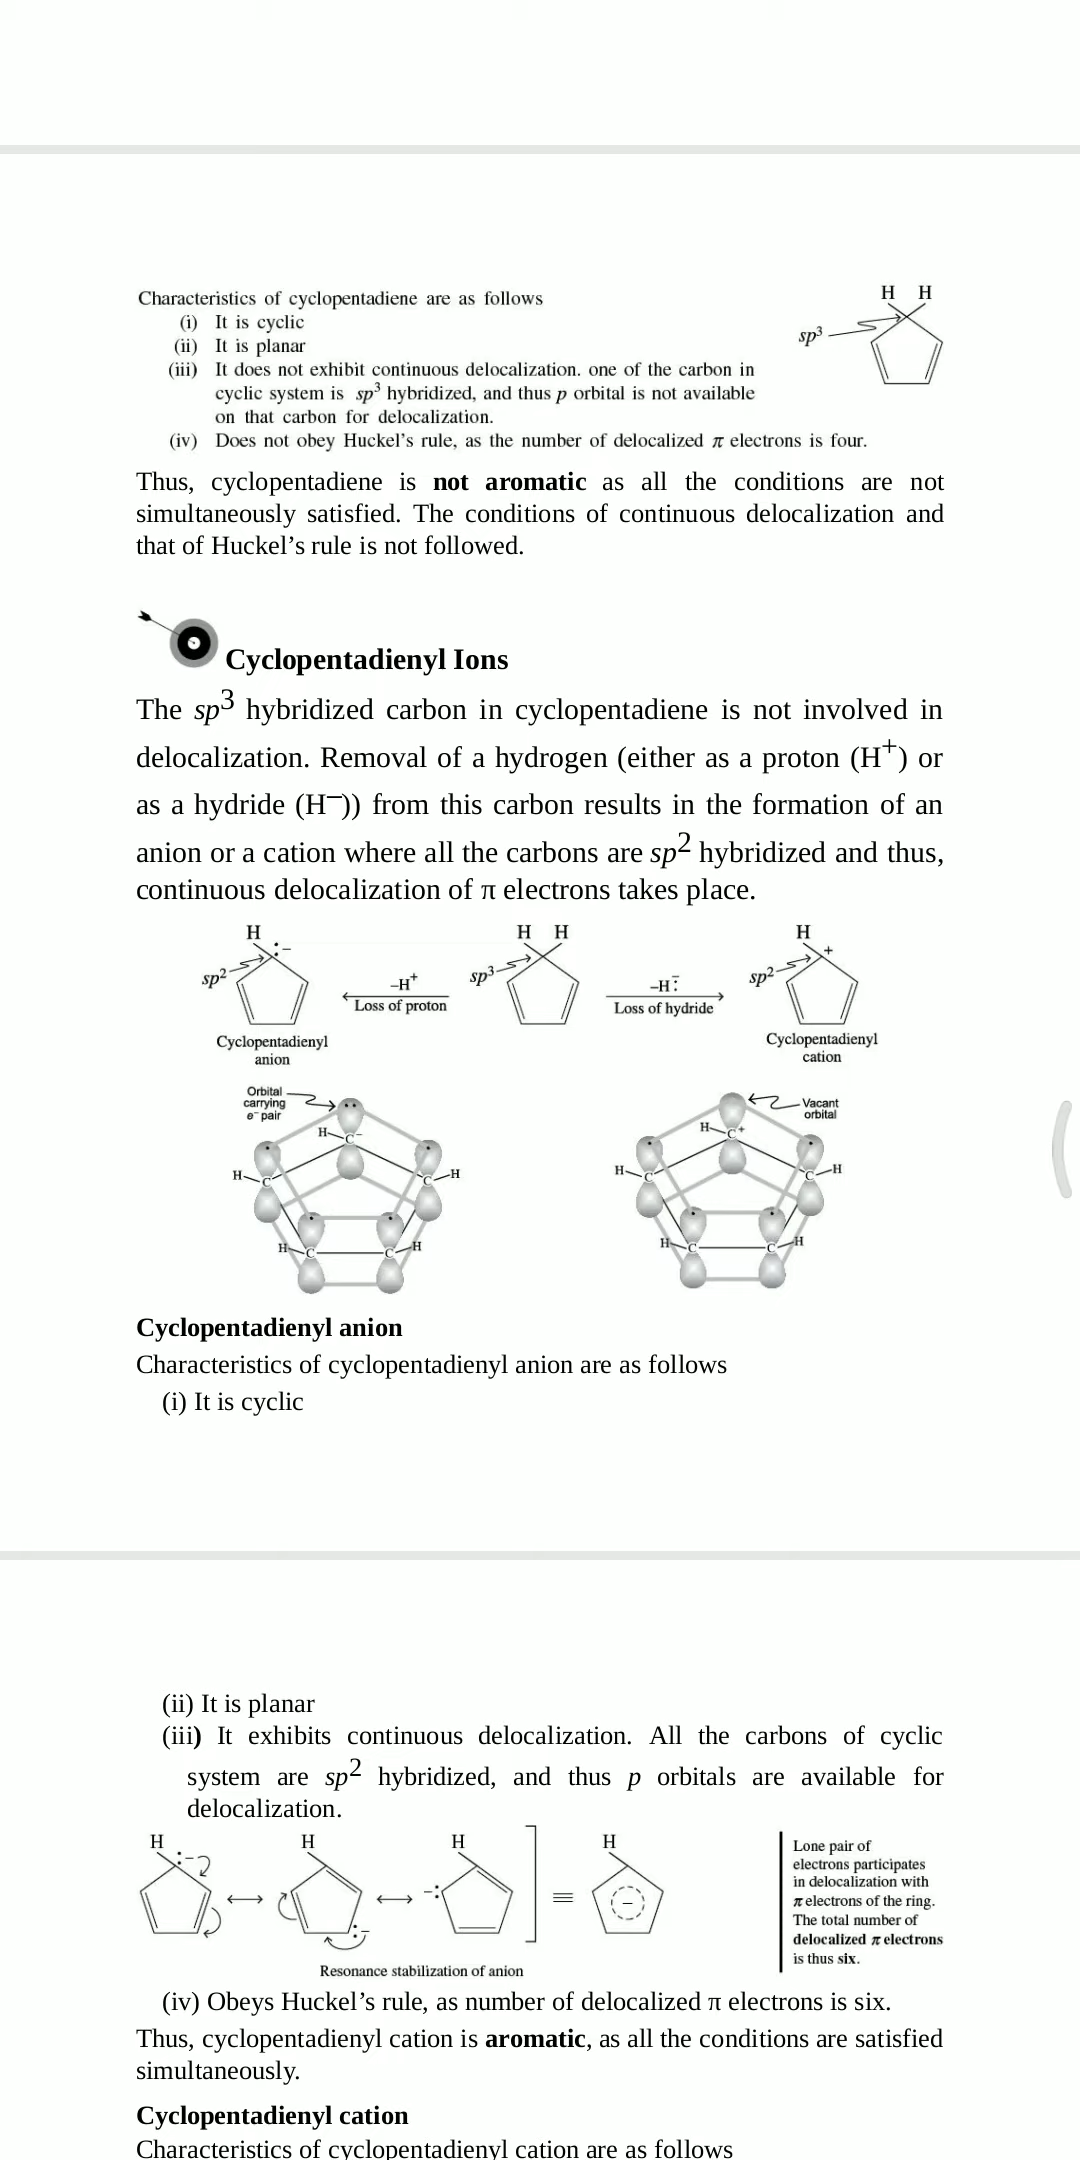 Characteristics of cyclopentadiene are as follows
H H
(i) It is cyclic
(ii) It is planar
sp³
(iii) It does not exhibit continuous delocalization. one of the carbon in
cyclic system is sp³ hybridized, and thus p orbital is not available
on that carbon for delocalization.
(iv) Does not obey Huckel's rule, as the number of delocalized π electrons is four.
Thus, cyclopentadiene is not aromatic as all the conditions are not
simultaneously satisfied. The conditions of continuous delocalization and
that of Huckel's rule is not followed.
Cyclopentadienyl Ions
The sp³ hybridized carbon in cyclopentadiene is not involved in
delocalization. Removal of a hydrogen (either as a proton (H⁺) or
as a hydride (H⁻)) from this carbon results in the formation of an
anion or a cation where all the carbons are sp² hybridized and thus,
continuous delocalization of π electrons takes place.
H H H H
:– +
sp² –H⁺ sp³ –H:⁻ sp²
Loss of proton Loss of hydride
Cyclopentadienyl
anion
Cyclopentadienyl
cation
Orbital
carrying
e⁻ pair
Vacant
orbital
H C⁻ H C⁺
H C C H H C C H
H C C H H C C H
Cyclopentadienyl anion
Characteristics of cyclopentadienyl anion are as follows
(i) It is cyclic
(ii) It is planar
(iii) It exhibits continuous delocalization. All the carbons of cyclic
system are sp² hybridized, and thus p orbitals are available for
delocalization.
H H H H
:– –: ≡ –
:–
Resonance stabilization of anion
Lone pair of
electrons participates
in delocalization with
π electrons of the ring.
The total number of
delocalized π electrons
is thus six.
(iv) Obeys Huckel's rule, as number of delocalized π electrons is six.
Thus, cyclopentadienyl cation is aromatic, as all the conditions are satisfied
simultaneously.
Cyclopentadienyl cation
Characteristics of cyclopentadienyl cation are as follows